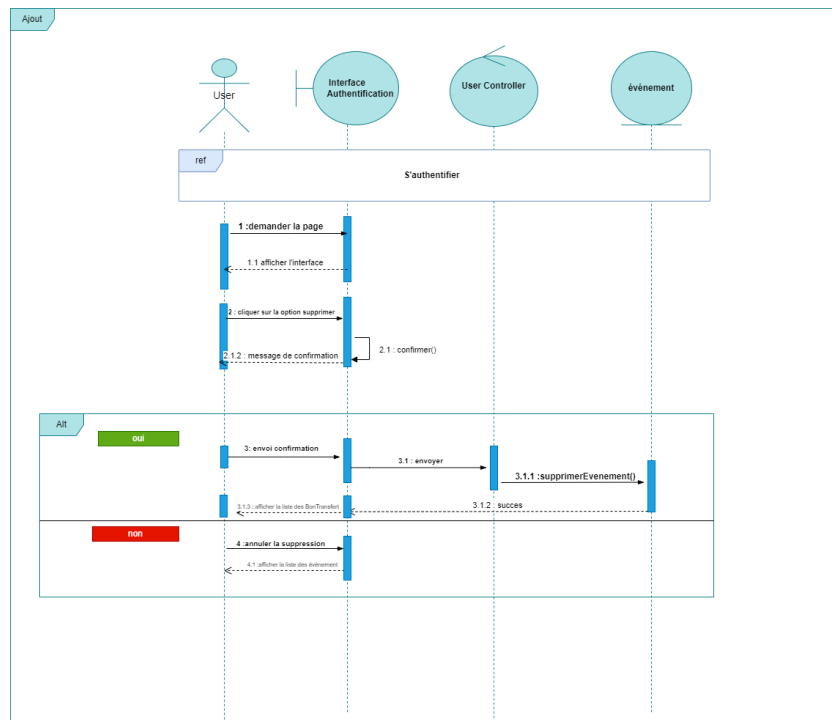 Ajout
User
Interface
Authentification
User Controller
évènement
ref
S'authentifier
1 :demander la page
1.1 afficher l'interface
2 : cliquer sur la option supprimer
2.1 : confirmer()
2.1.2 : message de confirmation
Alt
oui
3: envoi confirmation
3.1 : envoyer
3.1.1 :supprimerEvenement()
3.1.2 : succes
3.1.3 : afficher la liste des BonTransfert
non
4 :annuler la suppression
4.1 :afficher la liste des évènement